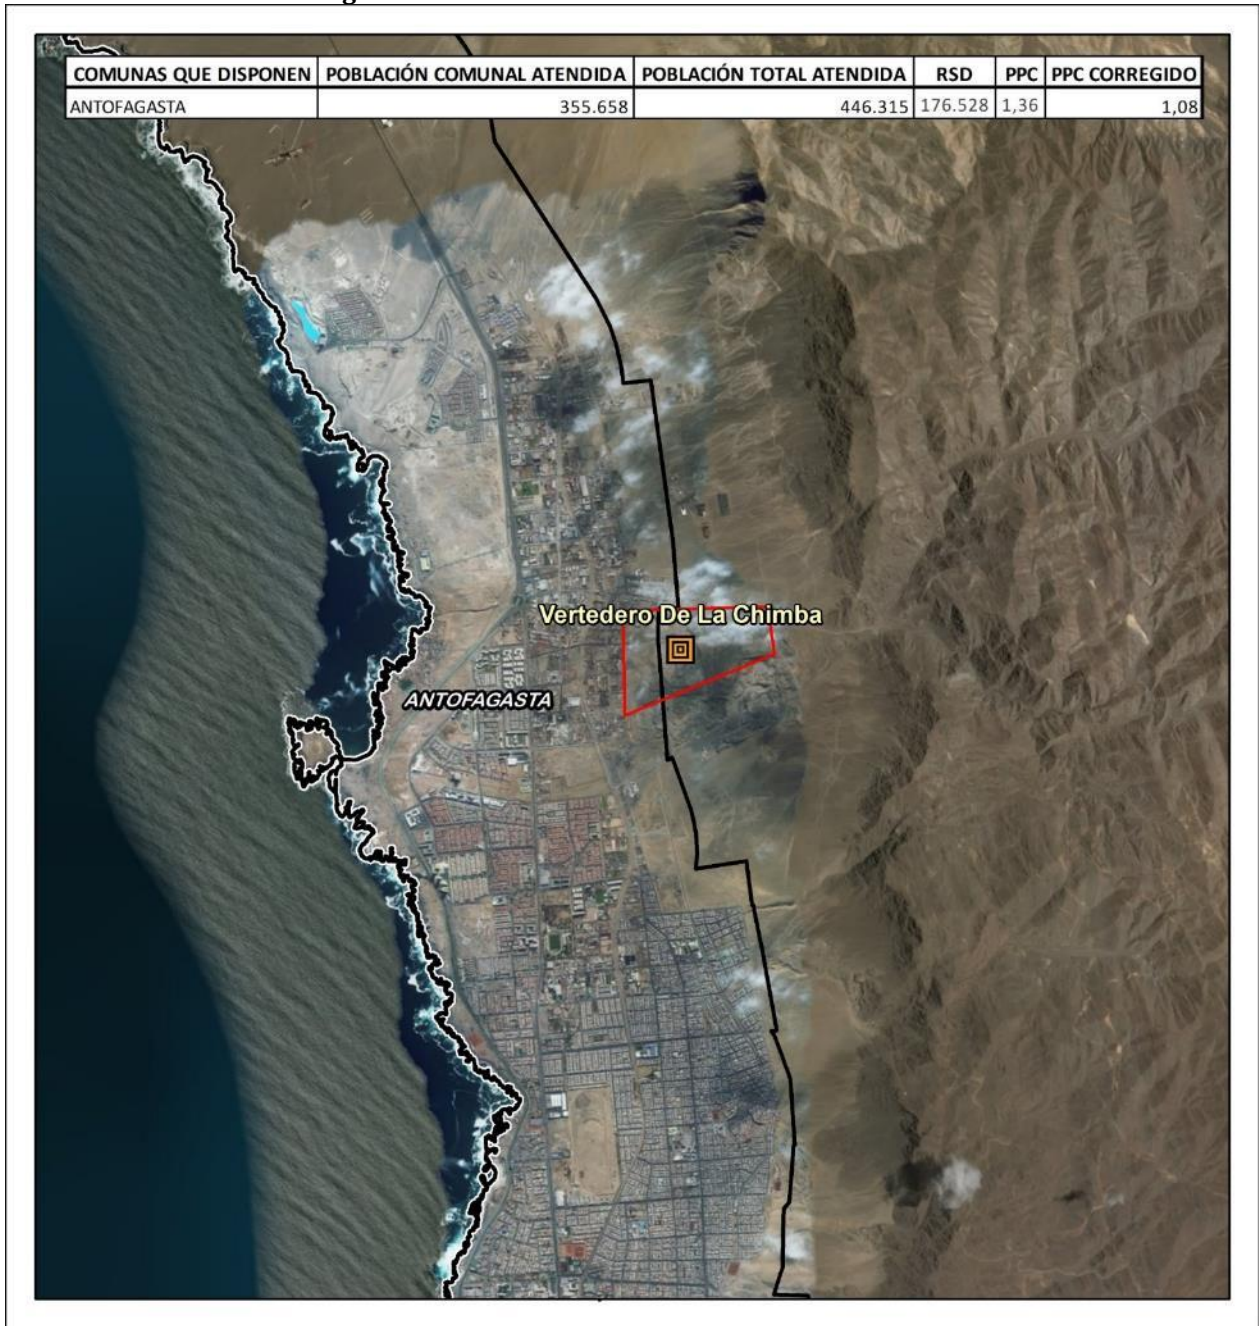 COMUNAS QUE DISPONEN POBLACIÓN COMUNAL ATENDIDA POBLACIÓN TOTAL ATENDIDA RSD PPC PPC CORREGIDO
ANTOFAGASTA 355.658 446.315 176.528 1,36 1,08
Vertedero De La Chimba
ANTOFAGASTA